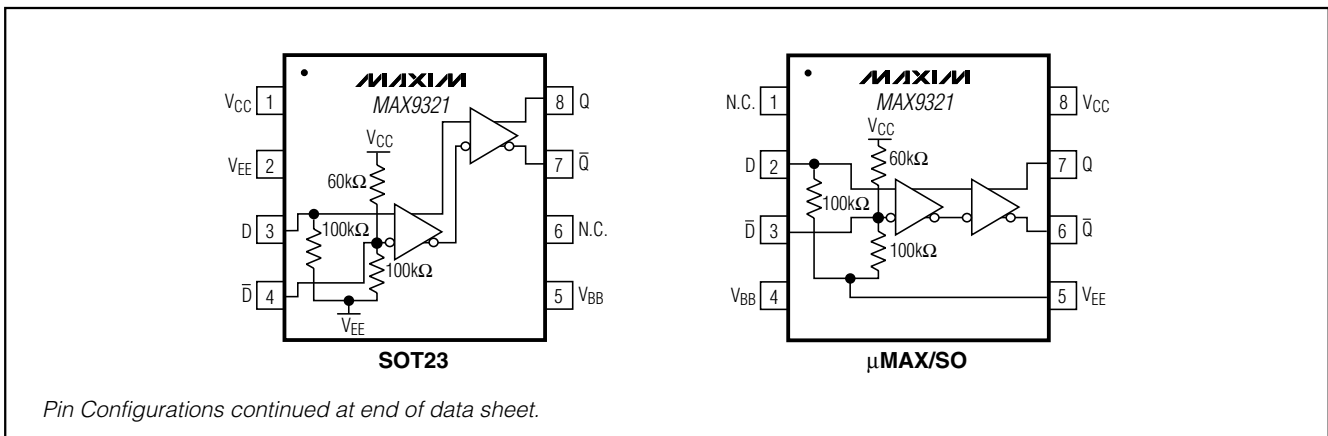 MAXIM
MAX9321
VCC 1
VEE 2
D 3
D̅ 4
8 Q
7 Q̅
6 N.C.
5 VBB
VCC
60kΩ
100kΩ
100kΩ
VEE
SOT23
MAXIM
MAX9321
N.C. 1
D 2
D̅ 3
VBB 4
8 VCC
7 Q
6 Q̅
5 VEE
VCC
60kΩ
100kΩ
100kΩ
μMAX/SO
Pin Configurations continued at end of data sheet.